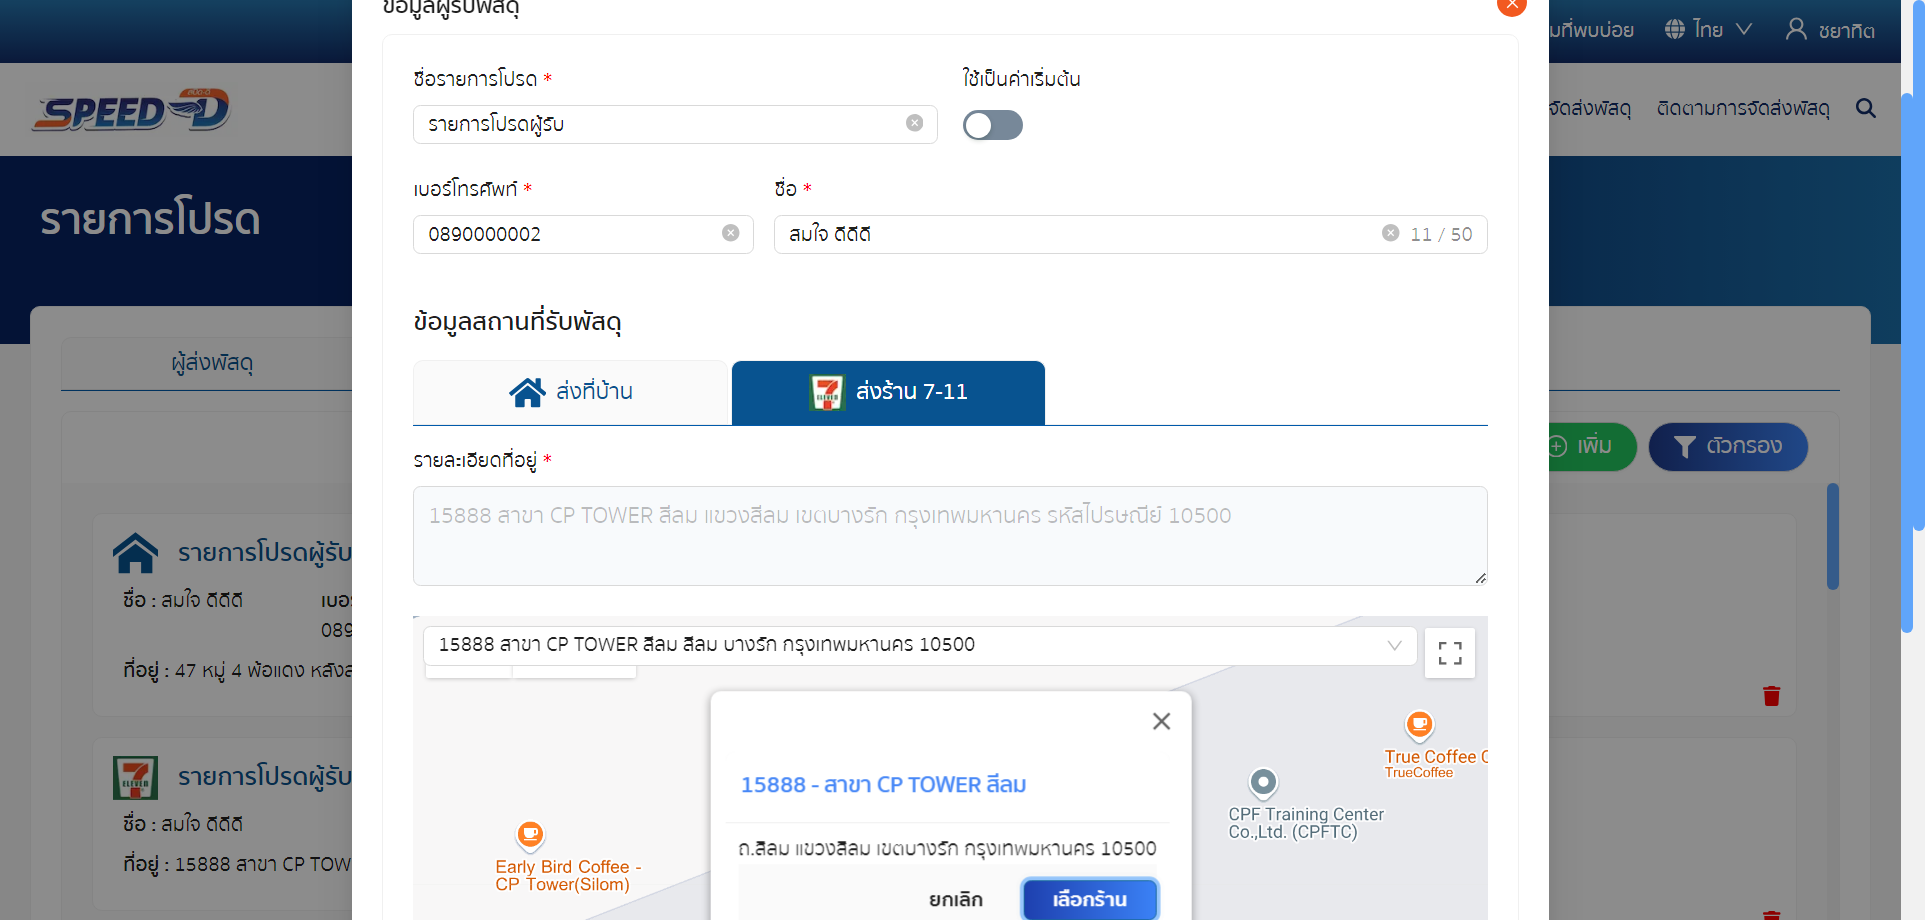 ข้อมูลผู้รับพัสดุ
มที่พบบ่อย ไทย ชยาทิต
SPEED-D
ชื่อรายการโปรด *
ใช้เป็นค่าเริ่มต้น
รายการโปรดผู้รับ
จัดส่งพัสดุ ติดตามการจัดส่งพัสดุ
รายการโปรด
เบอร์โทรศัพท์ *
ชื่อ *
0890000002
สมใจ ดีดีดี
11 / 50
ข้อมูลสถานที่รับพัสดุ
ผู้ส่งพัสดุ
ส่งที่บ้าน
ส่งร้าน 7-11
เพิ่ม
ตัวกรอง
รายละเอียดที่อยู่ *
15888 สาขา CP TOWER สีลม แขวงสีลม เขตบางรัก กรุงเทพมหานคร รหัสไปรษณีย์ 10500
รายการโปรดผู้รับ
ชื่อ : สมใจ ดีดีดี
เบอ
089
ที่อยู่ : 47 หมู่ 4 พ้อแดง หลังส
15888 สาขา CP TOWER สีลม สีลม บางรัก กรุงเทพมหานคร 10500
True Coffee
TrueCoffee
15888 - สาขา CP TOWER สีลม
CPF Training Center
Co.,Ltd. (CPFTC)
ถ.สีลม แขวงสีลม เขตบางรัก กรุงเทพมหานคร 10500
Early Bird Coffee -
CP Tower(Silom)
ยกเลิก
เลือกร้าน
7
ELEVEN
รายการโปรดผู้รับ
ชื่อ : สมใจ ดีดีดี
ที่อยู่ : 15888 สาขา CP TOW